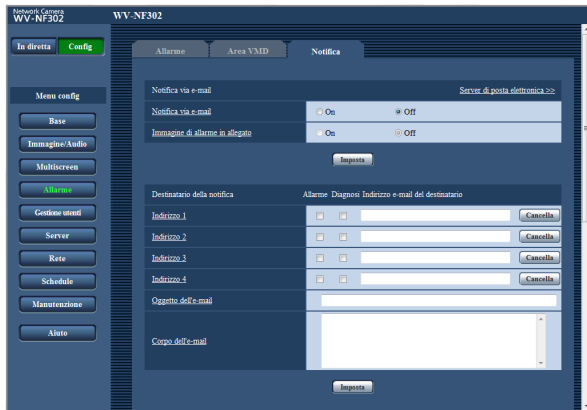 Network Camera
WV-NF302
WV-NF302
In diretta Config
Menu config
Base
Immagine/Audio
Multiscreen
Allarme
Gestione utenti
Server
Rete
Schedule
Manutenzione
Aiuto
Allarme Area VMD Notifica
Notifica via e-mail Server di posta elettronica >>
Notifica via e-mail On Off
Immagine di allarme in allegato On Off
Imposta
Destinatario della notifica Allarme Diagnosi Indirizzo e-mail del destinatario
Indirizzo 1 Cancella
Indirizzo 2 Cancella
Indirizzo 3 Cancella
Indirizzo 4 Cancella
Oggetto dell'e-mail
Corpo dell'e-mail
Imposta